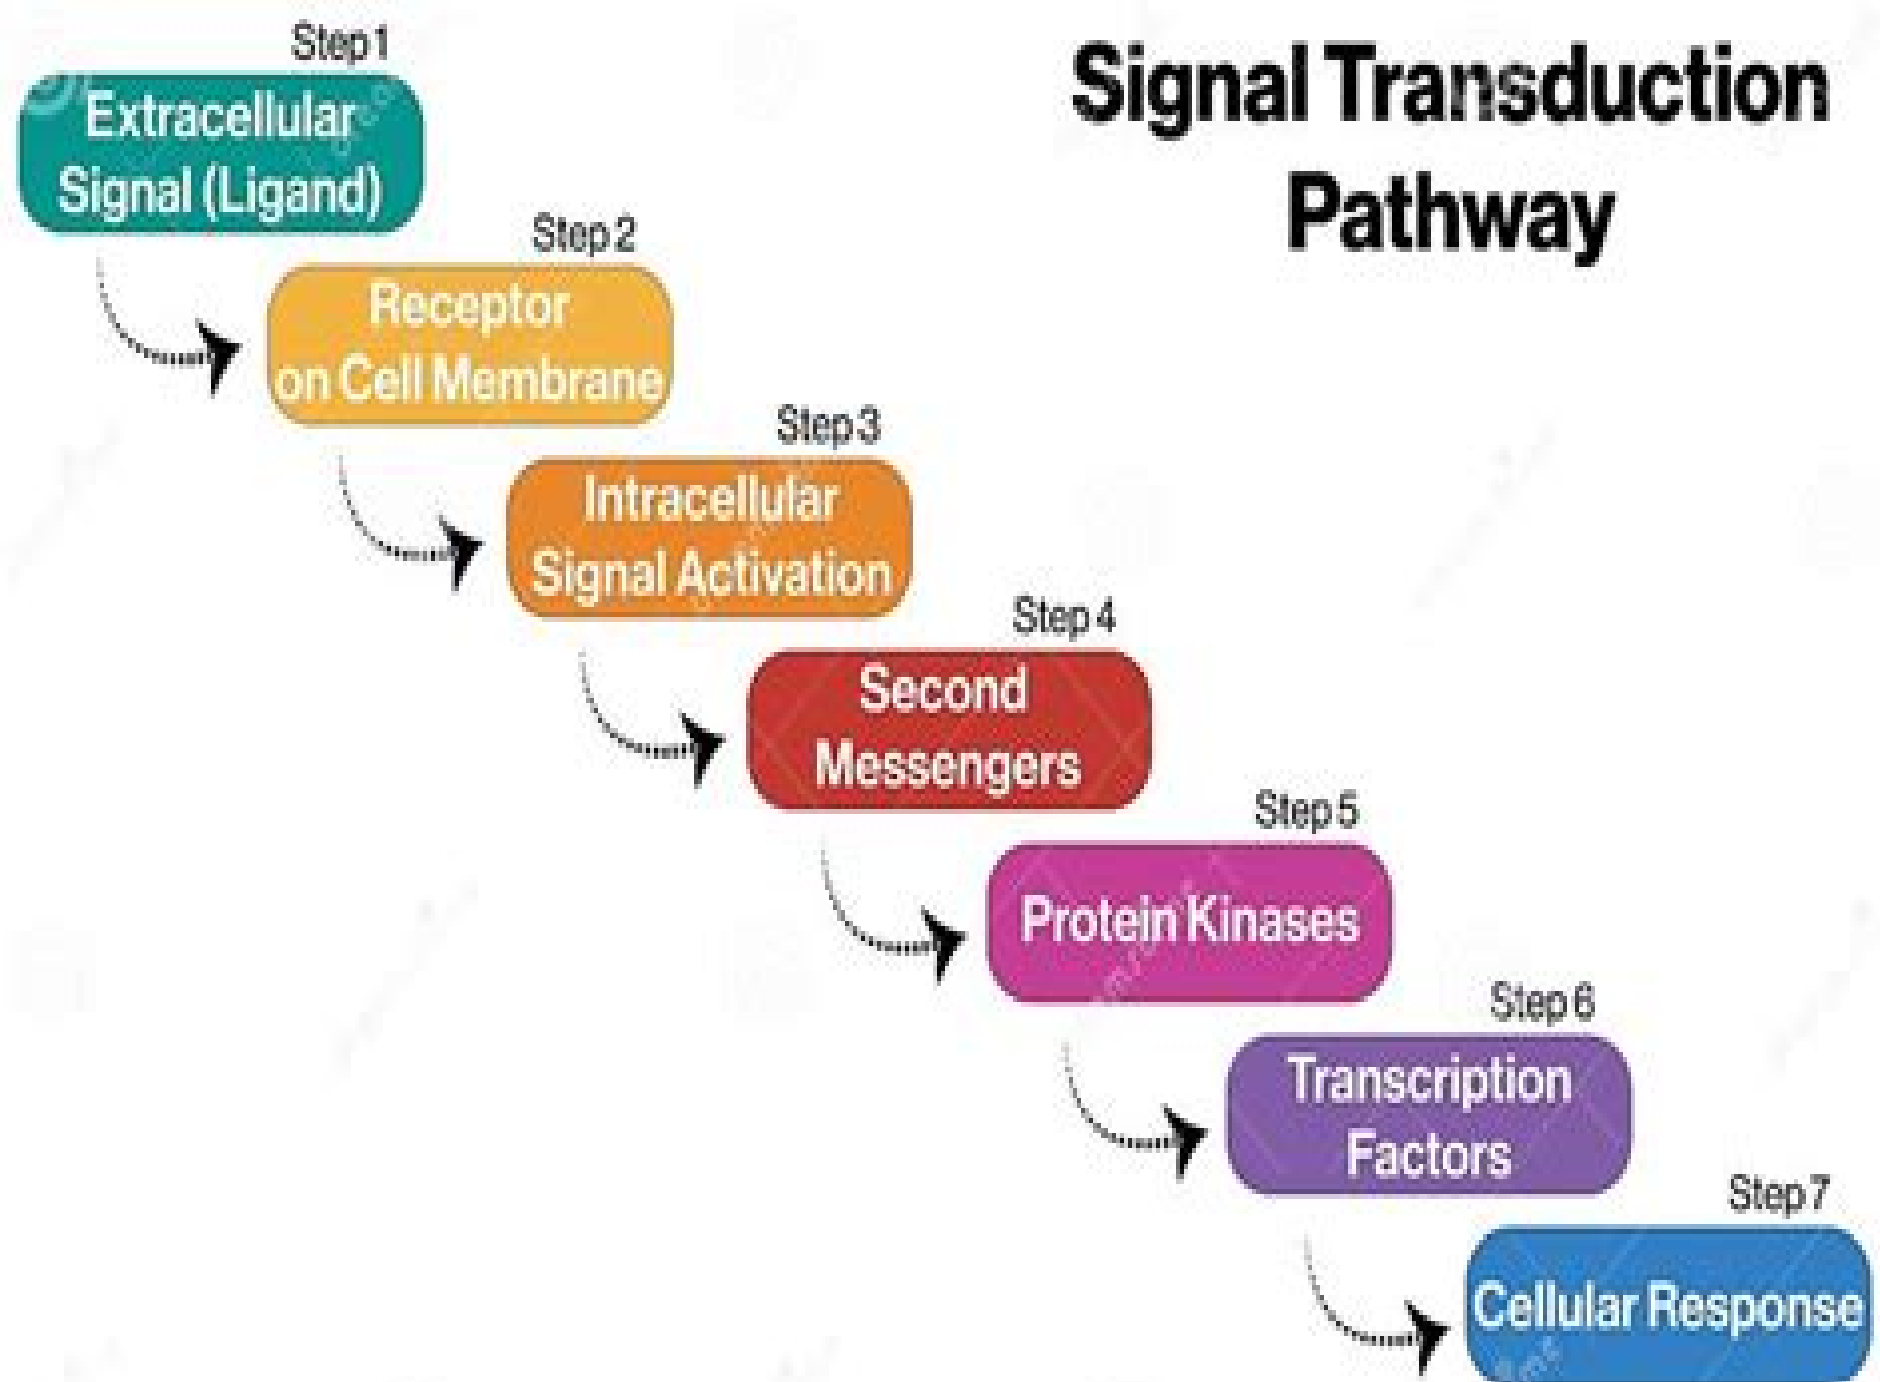 Signal Transduction
Pathway
Step 1
Extracellular
Signal (Ligand)
Step 2
Receptor
on Cell Membrane
Step 3
Intracellular
Signal Activation
Step 4
Second
Messengers
Step 5
Protein Kinases
Step 6
Transcription
Factors
Step 7
Cellular Response